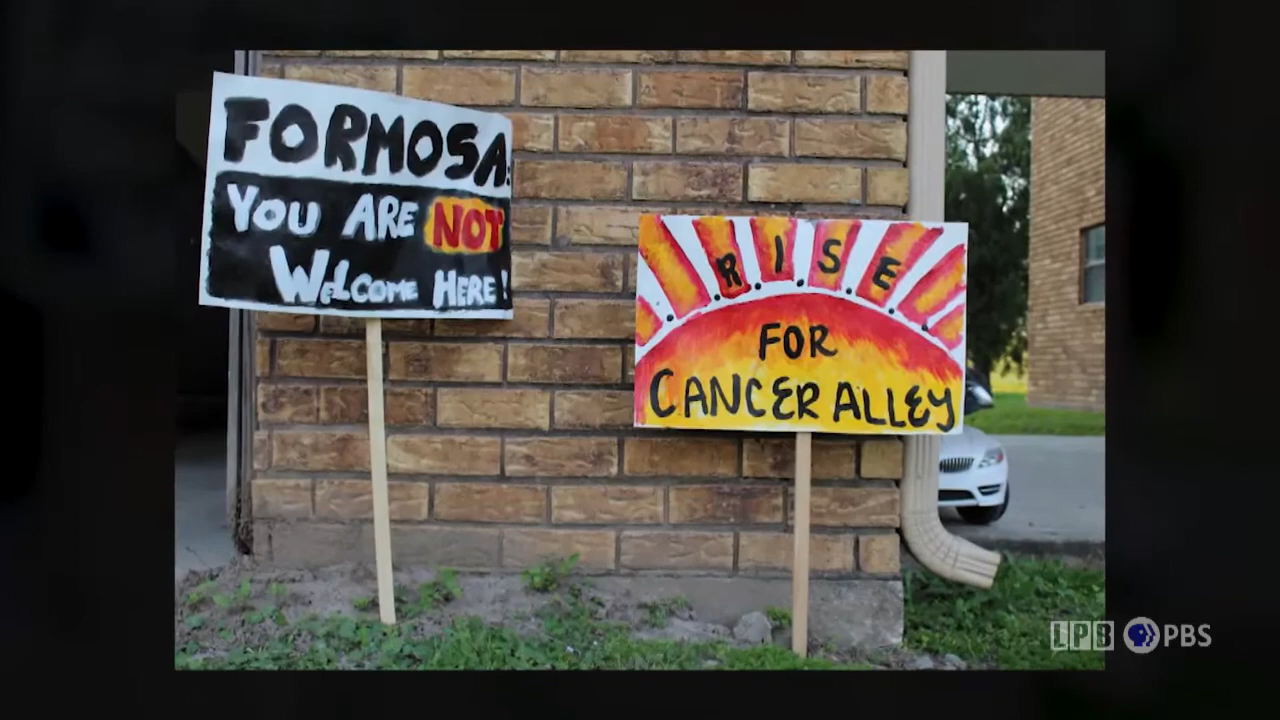 FORMOSA:
YOU ARE NOT
WELCOME HERE!
RISE
FOR
CANCER ALLEY
LPB PBS